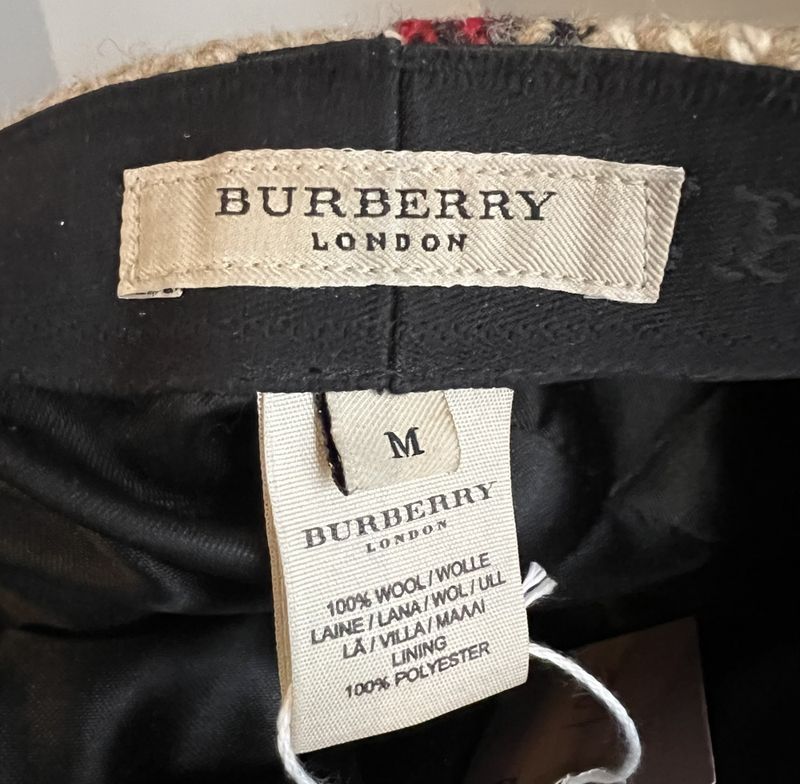 BURBERRY
LONDON
M
BURBERRY
LONDON
100% WOOL / WOLLE
LAINE / LANA / WOL / ULL
LÃ / VILLA / ΜΑΛΛΙ
LINING
100% POLYESTER